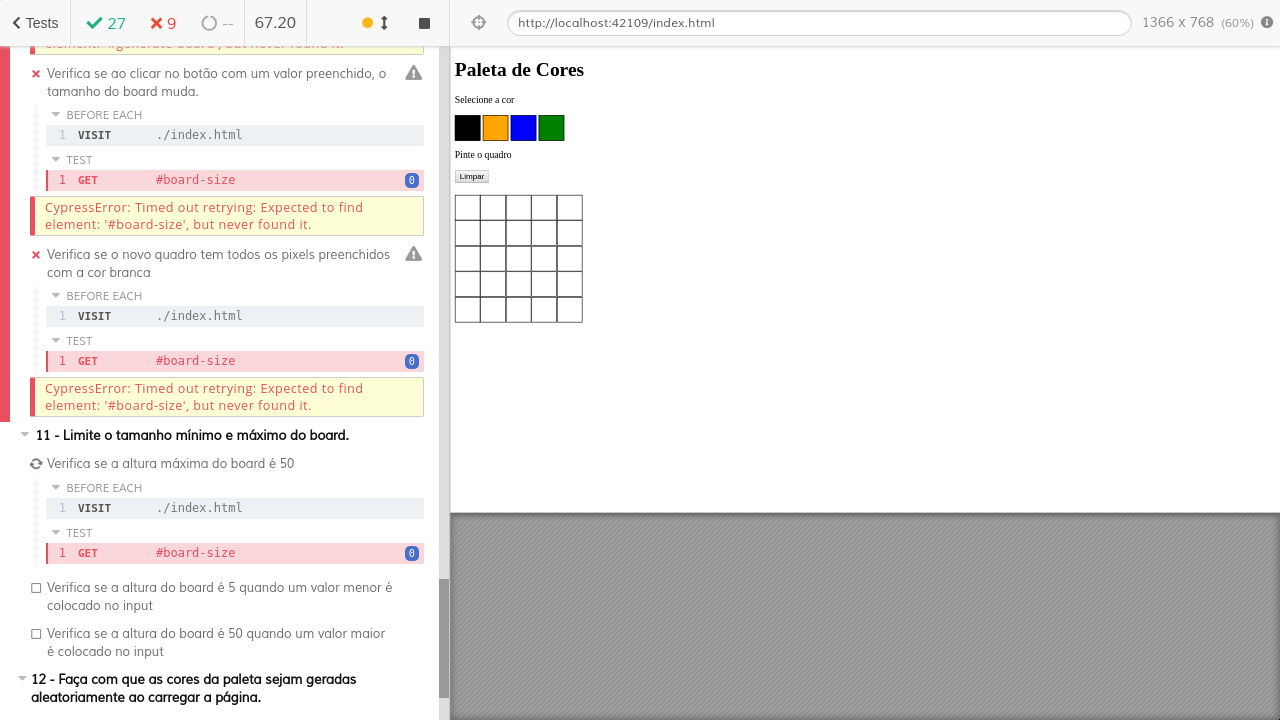 Tests
27
9
--
67.20
http://localhost:42109/index.html
1366 x 768 (60%)
element: '#generate-board', but never found it.
Verifica se ao clicar no botão com um valor preenchido, o
tamanho do board muda.
BEFORE EACH
1 VISIT ./index.html
TEST
1 GET #board-size 0
CypressError: Timed out retrying: Expected to find
element: '#board-size', but never found it.
Verifica se o novo quadro tem todos os pixels preenchidos
com a cor branca
BEFORE EACH
1 VISIT ./index.html
TEST
1 GET #board-size 0
CypressError: Timed out retrying: Expected to find
element: '#board-size', but never found it.
11 - Limite o tamanho mínimo e máximo do board.
Verifica se a altura máxima do board é 50
BEFORE EACH
1 VISIT ./index.html
TEST
1 GET #board-size 0
Verifica se a altura do board é 5 quando um valor menor é
colocado no input
Verifica se a altura do board é 50 quando um valor maior
é colocado no input
12 - Faça com que as cores da paleta sejam geradas
aleatoriamente ao carregar a página.
Paleta de Cores
Selecione a cor
Pinte o quadro
Limpar